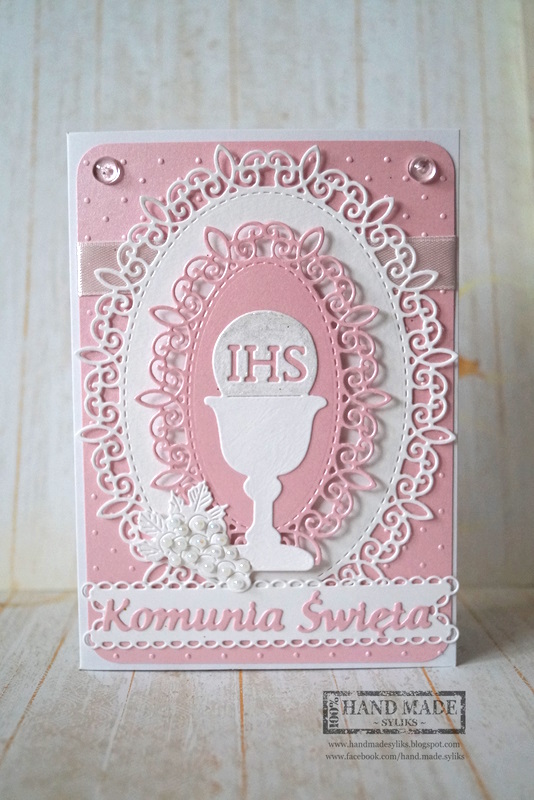 IHS
Komunia Święta
100% HAND MADE
~ SYLIKS ~
www.handmadesyliks.blogspot.com
www.facebook.com/hand.made.syliks